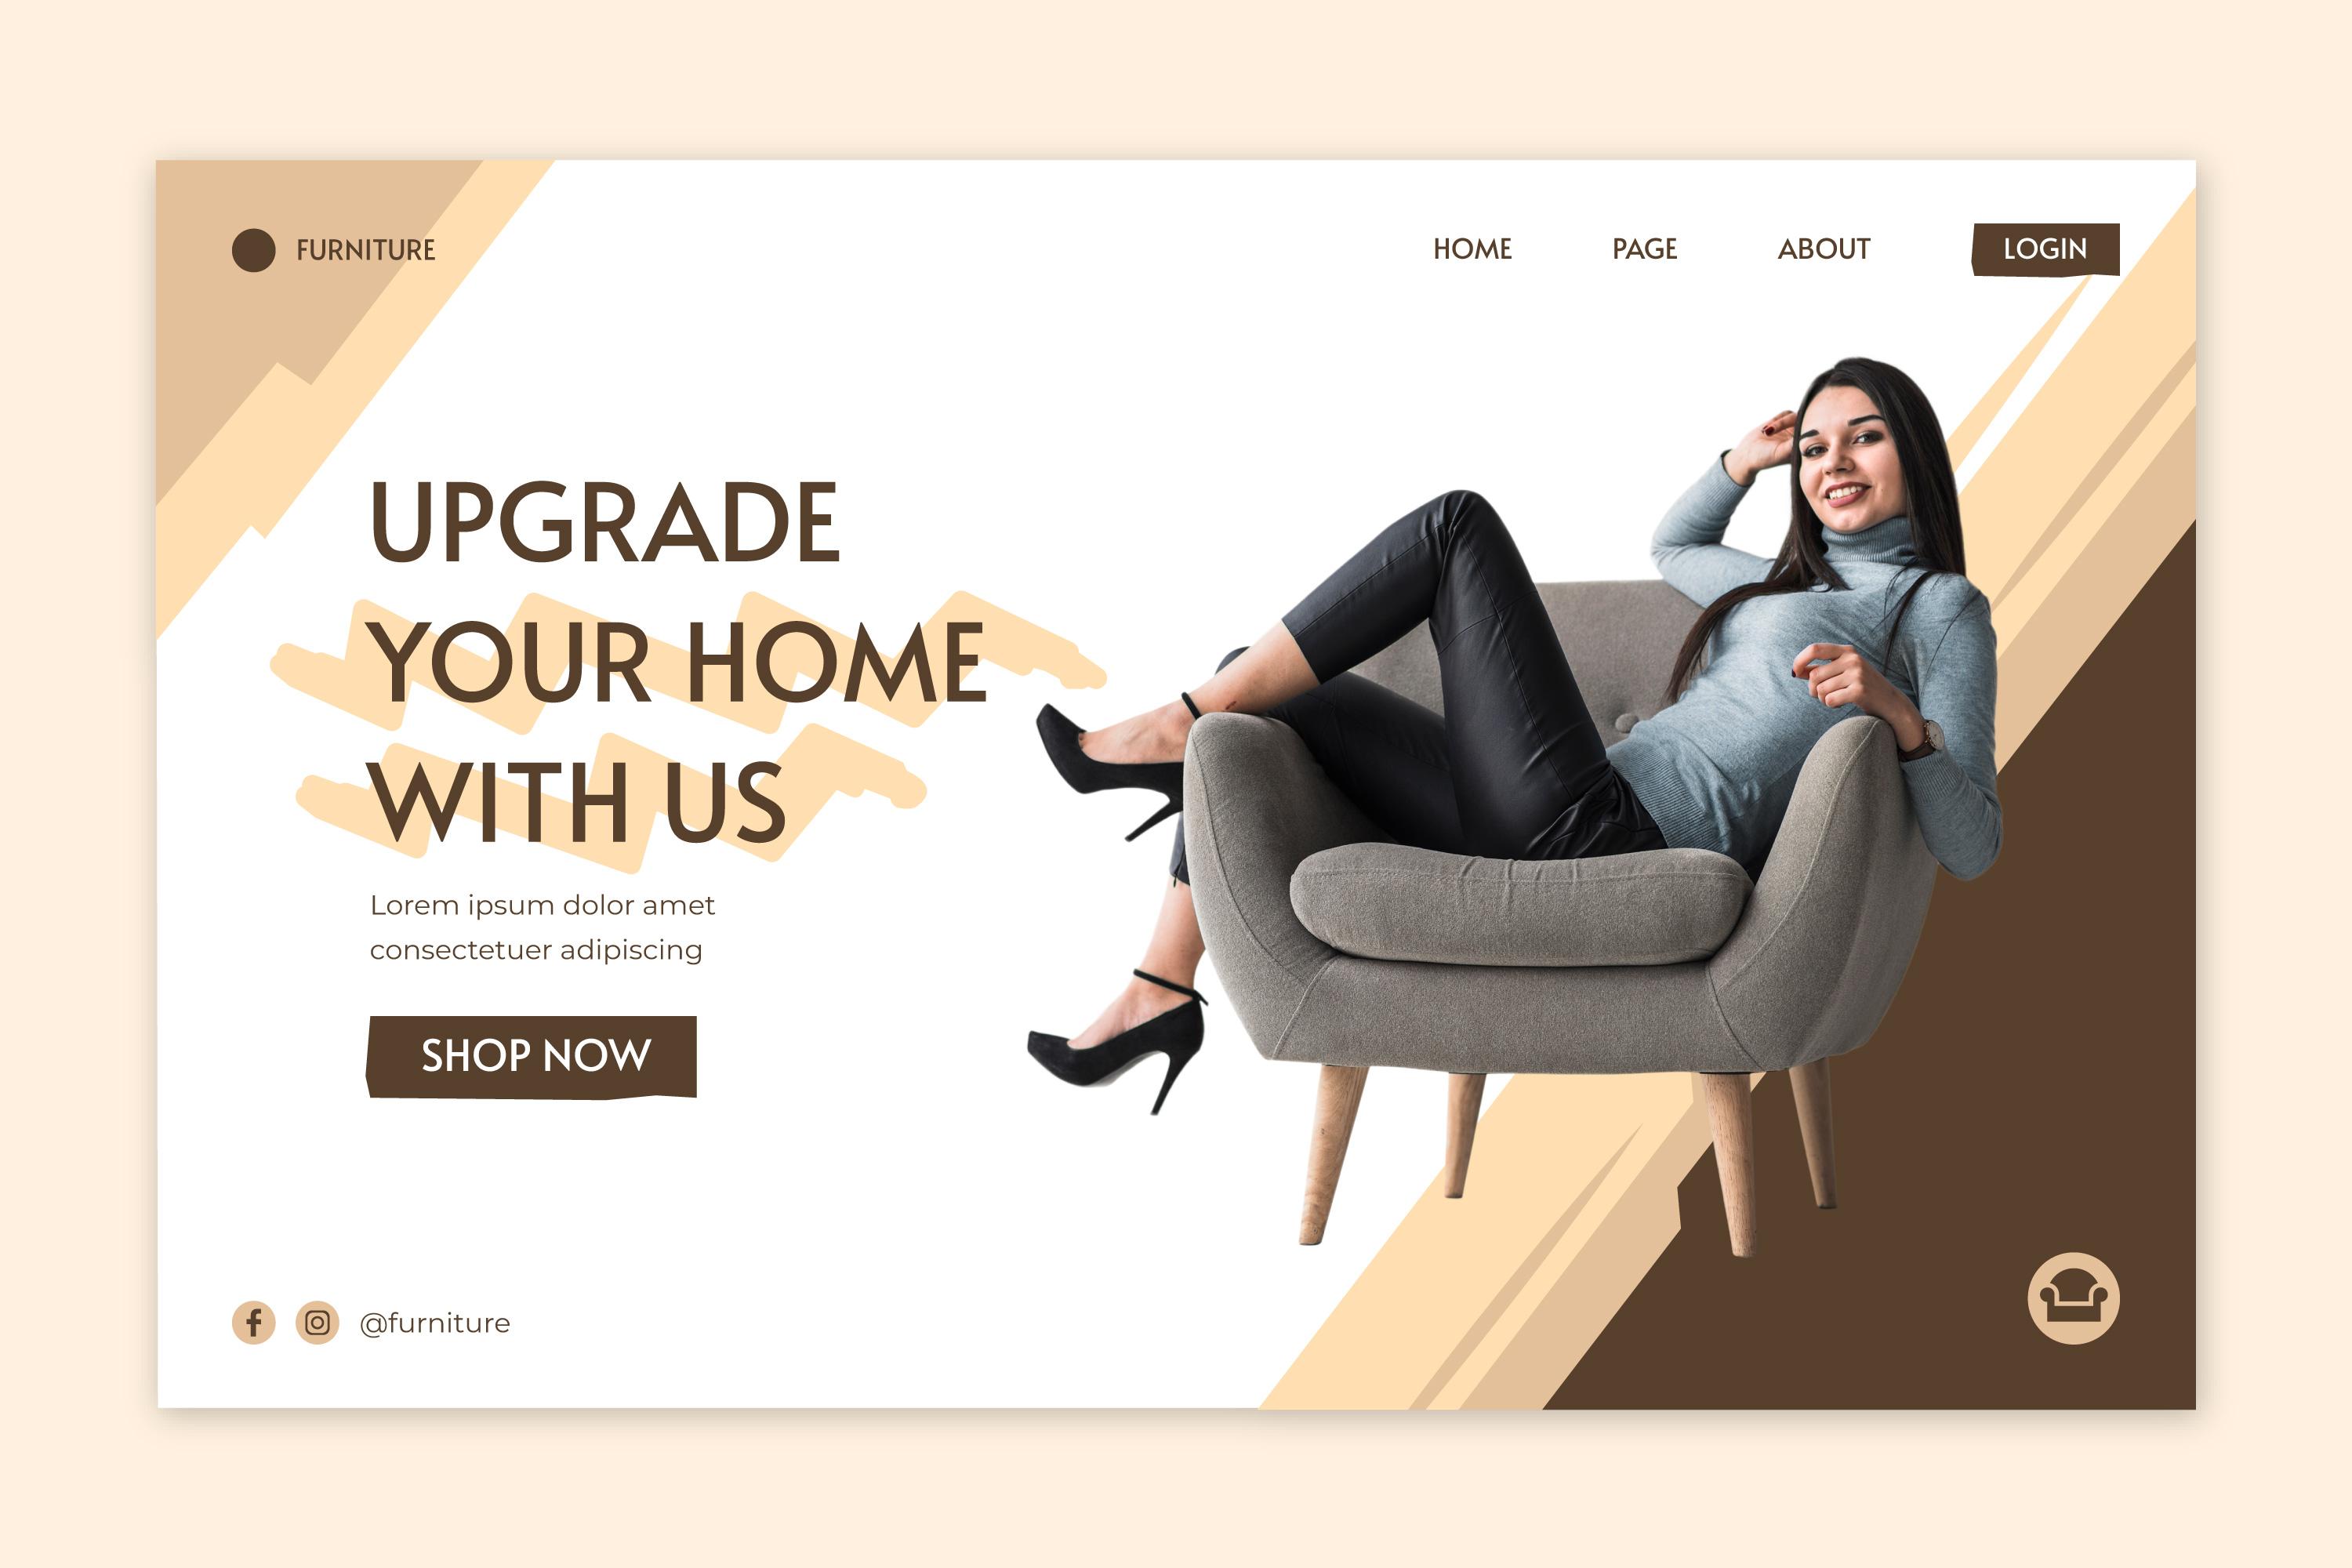 FURNITURE
HOME
PAGE
ABOUT
LOGIN
UPGRADE
YOUR HOME
WITH US
Lorem ipsum dolor amet
consectetuer adipiscing
SHOP NOW
@furniture